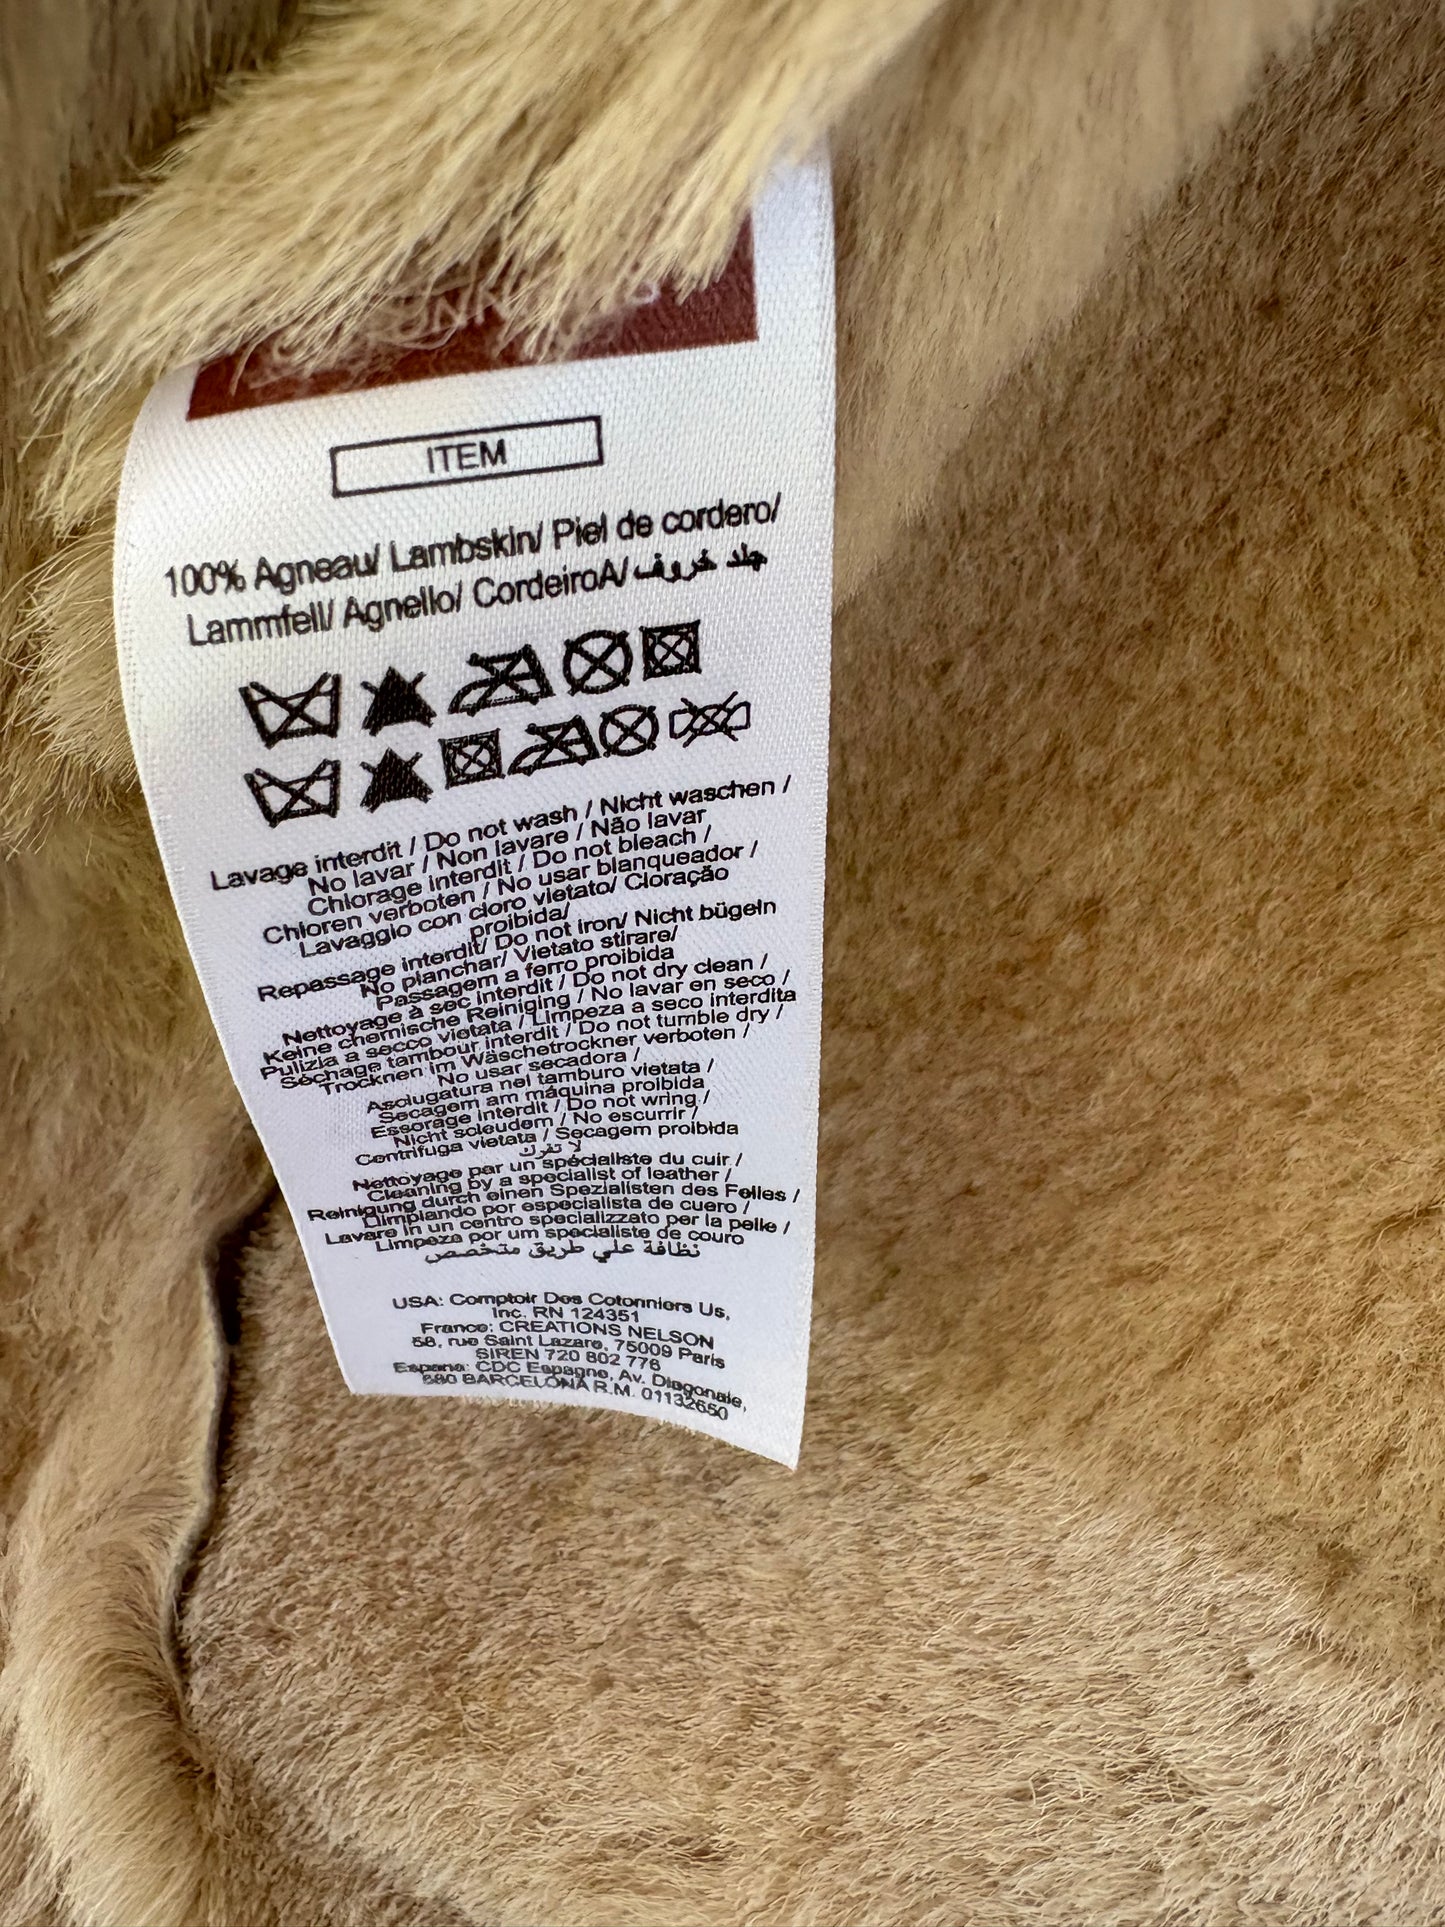 ITEM
100% Agneau/ Lambskin/ Piel de cordero/
Lammfell/ Agnello/ CordeiroA/ جلد خروف
Lavage interdit / Do not wash / Nicht waschen /
No lavar / Non lavare / Não lavar
Chlorage interdit / Do not bleach /
Chloren verboten / No usar blanqueador /
Lavaggio con cloro vietato/ Cloração
proibida/
Repassage interdit/ Do not iron/ Nicht bügeln
No planchar/ Vietato stirare/
Passagem a ferro proibida
Nettoyage à sec interdit / Do not dry clean /
Keine chemische Reiniging / No lavar en seco /
Pulizia a secco vietata / Limpeza a seco interdita
Séchage tambour interdit / Do not tumble dry /
Trocknen im Wäschetrockner verboten /
No usar secadora /
Asciugatura nel tamburo vietata /
Secagem am máquina proibida
Essorage interdit / Do not wring /
Nicht scleudem / No escurrir /
Centrifuga vietata / Secagem proibida
لا تفرك
Nettoyage par un spécialiste du cuir /
Cleaning by a specialist of leather /
Reinigung durch einen Spezialisten des Felles /
Llimpiando por especialista de cuero /
Lavare in un centro specializzato per la pelle /
Limpeza por um specialiste de couro
نظافة علي طريق متخصص
USA: Comptoir Des Cotonniers Us,
Inc. RN 124351
France: CREATIONS NELSON
58, rue Saint Lazare, 75009 Paris
SIREN 720 802 776
Espana: CDC Espagne, Av. Diagonale,
680 BARCELONA R.M. 01132650